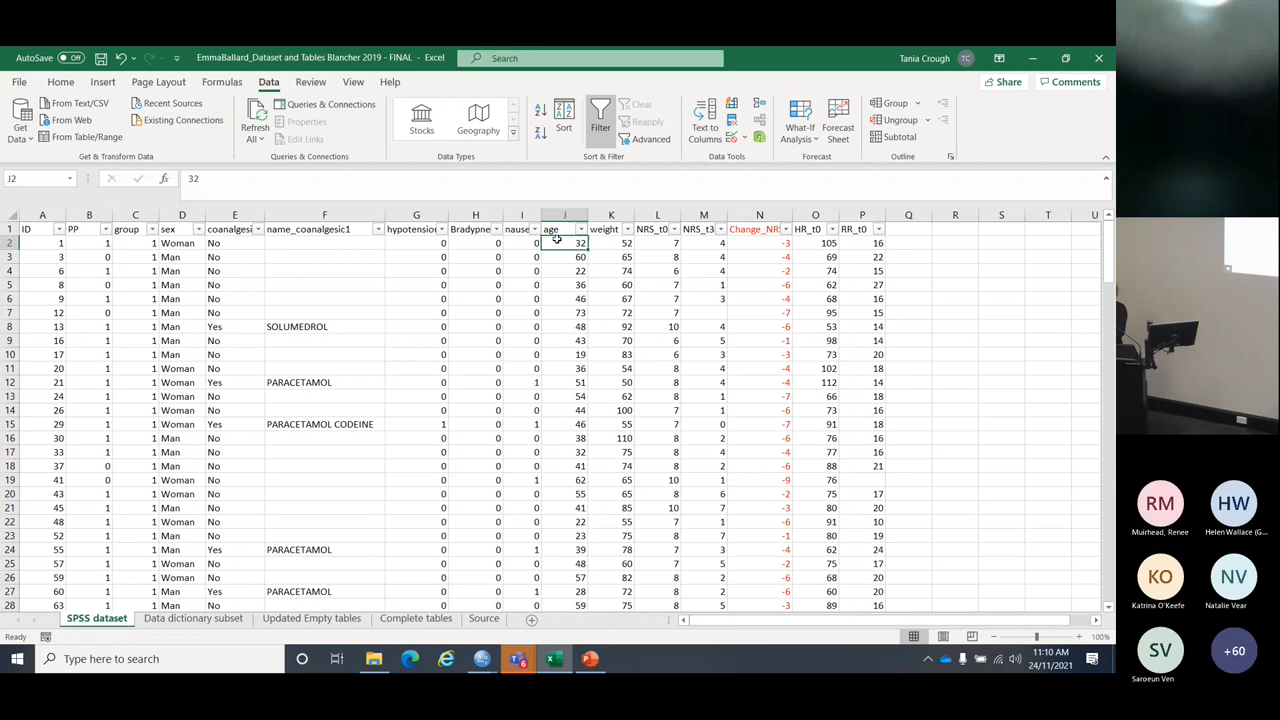 AutoSave Off EmmaBallard_Dataset and Tables Blancher 2019 - FINAL - Excel Search Tania Crough TC
File Home Insert Page Layout Formulas Data Review View Help Share Comments
Get Data From Text/CSV Recent Sources Refresh All Queries & Connections Stocks Geography Sort Filter Clear Text to Columns What-If Analysis Forecast Sheet Group
From Web Existing Connections Properties Reapply Ungroup
From Table/Range Edit Links Advanced Subtotal
Get & Transform Data Queries & Connections Data Types Sort & Filter Data Tools Forecast Outline
J2 fx 32
A B C D E F G H I J K L M N O P Q R S T U
1 ID PP group sex coanalgesi name_coanalgesic1 hypotension Bradypne nause age weight NRS_t0 NRS_t3 Change_NRS HR_t0 RR_t0
2 1 1 1 Woman No 0 0 0 32 52 7 4 -3 105 16
3 3 0 1 Man No 0 0 0 60 65 8 4 -4 69 22
4 6 1 1 Man No 0 0 0 22 74 6 4 -2 74 15
5 8 0 1 Man No 0 0 0 36 60 7 1 -6 62 27
6 9 1 1 Man No 0 0 0 46 67 7 3 -4 68 16
7 12 0 1 Man No 0 0 0 73 72 7 -7 95 15
8 13 1 1 Man Yes SOLUMEDROL 0 0 0 48 92 10 4 -6 53 14
9 16 1 1 Man No 0 0 0 43 70 6 5 -1 98 14
10 17 1 1 Man No 0 0 0 19 83 6 3 -3 73 20
11 20 1 1 Man No 0 0 0 36 54 8 4 -4 102 18
12 21 1 1 Woman Yes PARACETAMOL 0 0 1 51 50 8 4 -4 112 14
13 24 1 1 Woman No 0 0 0 54 62 8 1 -7 66 18
14 26 1 1 Woman No 0 0 0 44 100 7 1 -6 73 16
15 29 1 1 Woman Yes PARACETAMOL CODEINE 1 0 1 46 55 7 0 -7 91 18
16 30 1 1 Man No 0 0 0 38 110 8 2 -6 76 16
17 33 1 1 Man No 0 0 0 32 75 8 4 -4 77 16
18 37 0 1 Man No 0 0 0 41 74 8 2 -6 88 21
19 41 0 1 Woman No 0 0 1 62 65 10 1 -9 76
20 43 1 1 Woman No 0 0 0 55 65 8 6 -2 75 17
21 45 1 1 Man No 0 0 0 41 85 10 7 -3 80 20
22 48 1 1 Woman No 0 0 0 22 55 7 1 -6 91 10
23 52 1 1 Man No 0 0 0 23 75 8 7 -1 80 19
24 55 1 1 Man Yes PARACETAMOL 0 0 1 39 78 7 3 -4 62 24
25 57 1 1 Woman No 0 0 0 48 60 7 5 -2 75 17
26 59 1 1 Woman No 0 0 0 57 82 8 2 -6 68 20
27 60 1 1 Man Yes PARACETAMOL 0 0 1 28 72 8 2 -6 60 20
28 63 1 1 Man No 0 0 0 59 75 8 5 -3 89 16
SPSS dataset Data dictionary subset Updated Empty tables Complete tables Source
Ready 100%
Type here to search 6 11:10 AM
24/11/2021
RM HW
Muirhead, Renee Helen Wallace (G...
KO NV
Katrina O'Keefe Natalie Vear
SV +60
Saroeun Ven